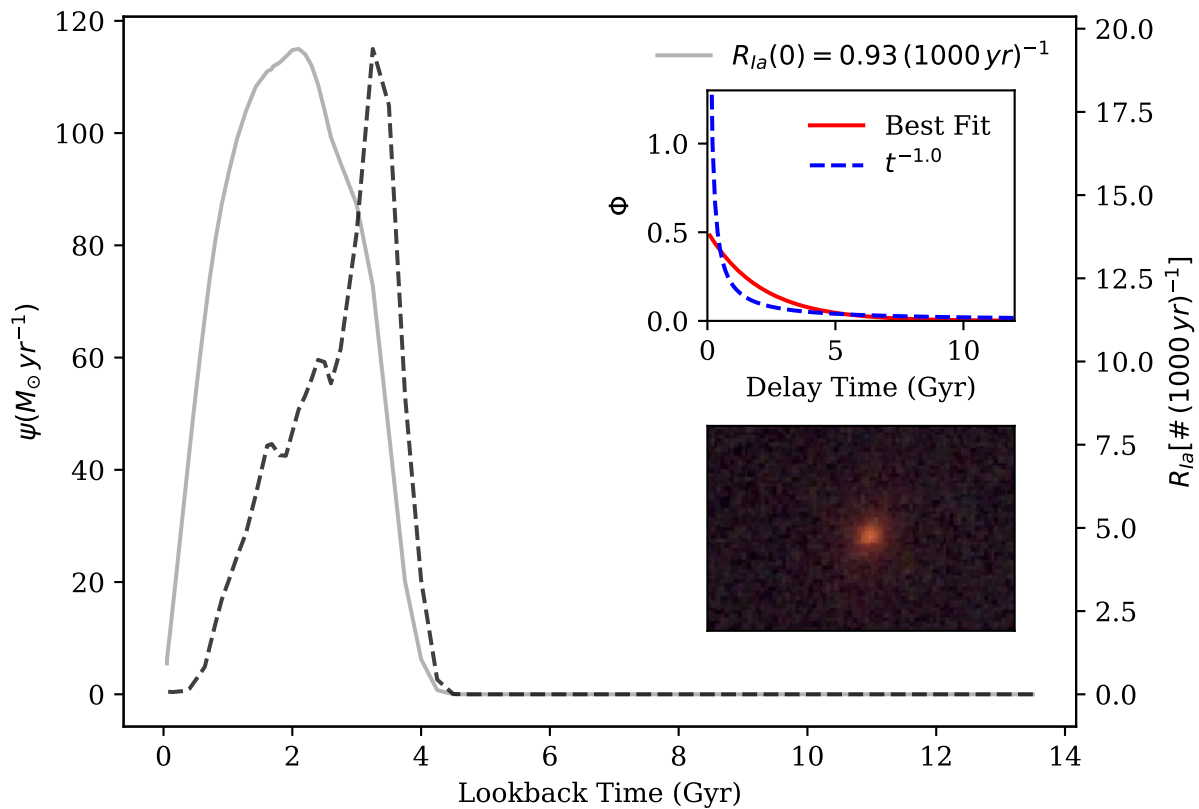 120
100
80
60
40
20
0
ψ(M⊙ yr⁻¹)
0 2 4 6 8 10 12 14
Lookback Time (Gyr)
20.0
17.5
15.0
12.5
10.0
7.5
5.0
2.5
0.0
R_Ia[# (1000 yr)⁻¹]
R_Ia(0) = 0.93 (1000 yr)⁻¹
Best Fit
t⁻¹·⁰
1.0
0.5
0.0
Φ
0 5 10
Delay Time (Gyr)